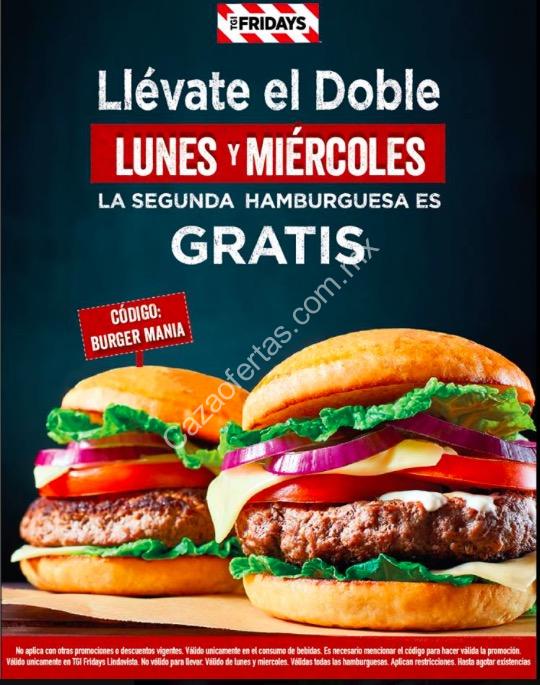 TGI FRIDAYS
Llévate el Doble
LUNES Y MIÉRCOLES
LA SEGUNDA HAMBURGUESA ES
GRATIS
CÓDIGO:
BURGER MANIA
Cazaofertas.com.mx
No aplica con otras promociones o descuentos vigentes. Válido unicamente en el consumo de bebidas. Es necesario mencionar el código para hacer válida la promoción.
Válido unicamente en TGI Fridays Lindavista. No válido para llevar. Válido de lunes y miercoles. Válidas todas las hamburguesas. Aplican restricciones. Hasta agotar existencias